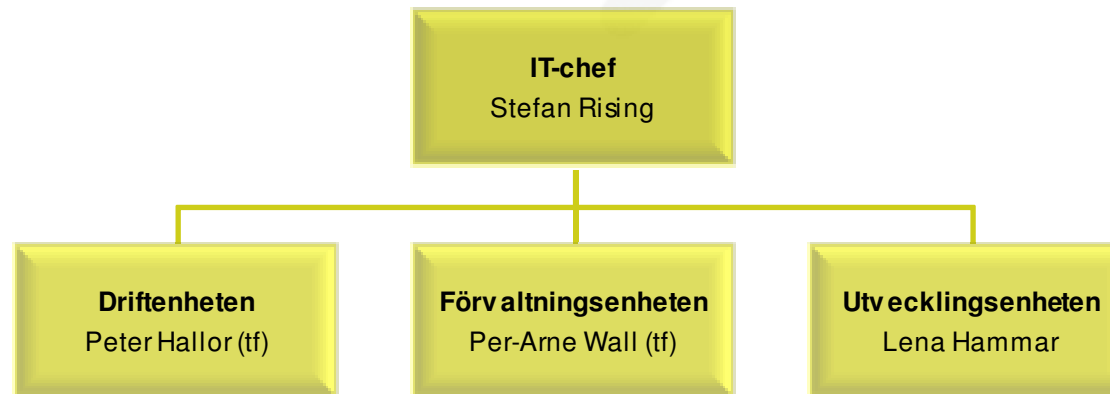 IT-chef
Stefan Rising
Driftenheten
Peter Hallor (tf)
Förvaltningsenheten
Per-Arne Wall (tf)
Utvecklingsenheten
Lena Hammar